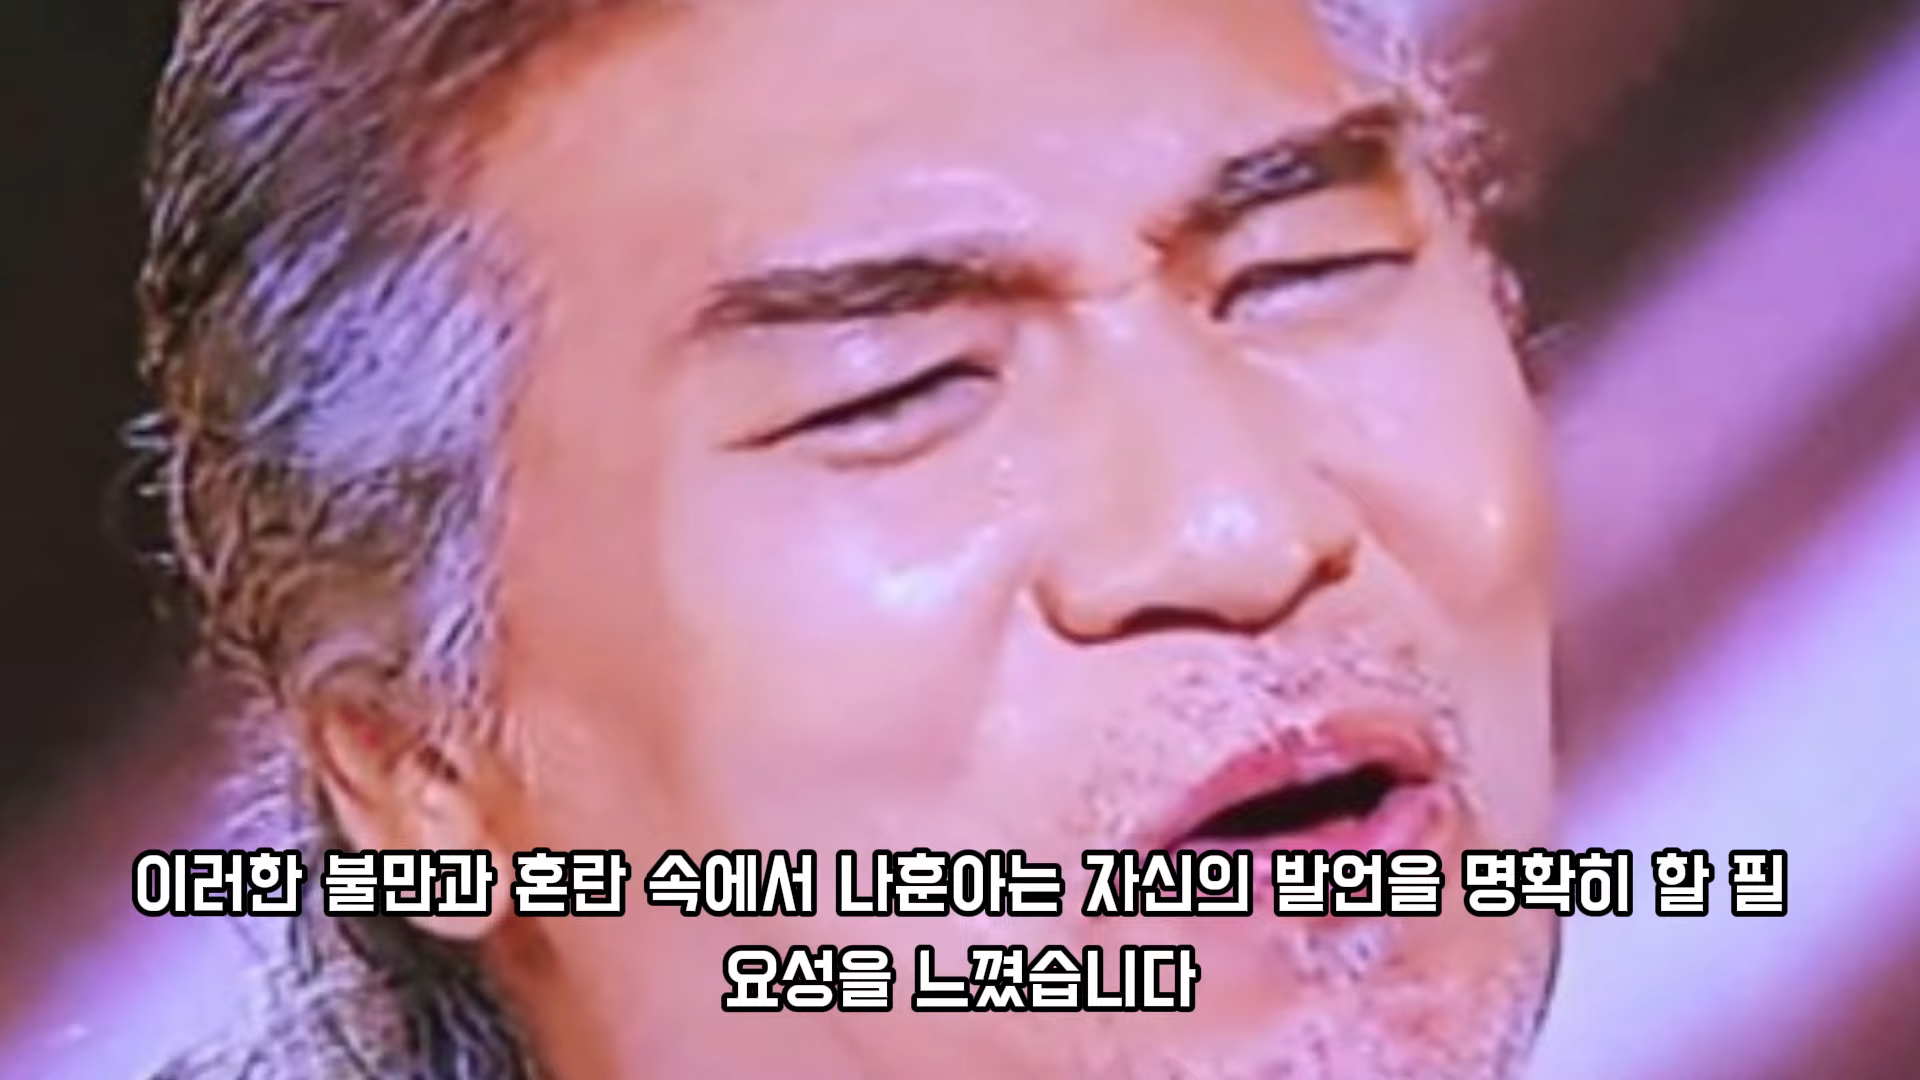 이러한 불만과 혼란 속에서 나훈아는 자신의 발언을 명확히 할 필
요성을 느꼈습니다